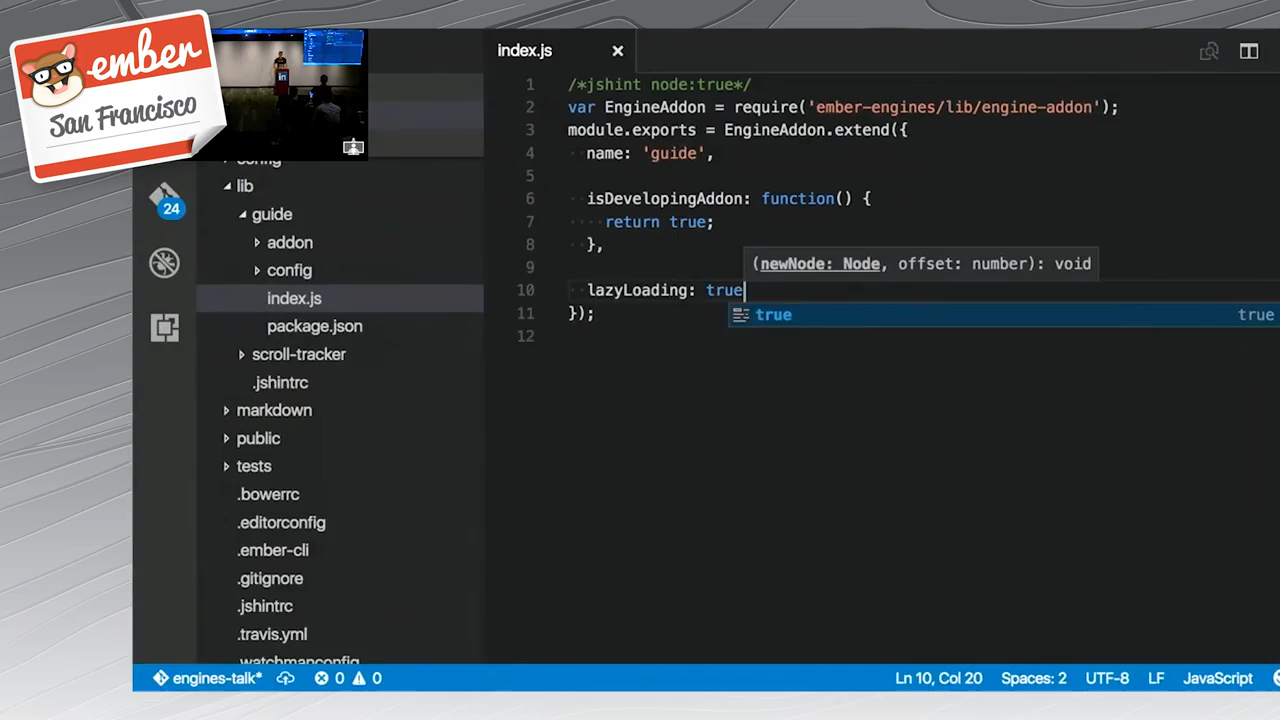 ember
San Francisco
in
index.js
1 /*jshint node:true*/
2 var EngineAddon = require('ember-engines/lib/engine-addon');
3 module.exports = EngineAddon.extend({
4 name: 'guide',
5
6 isDevelopingAddon: function() {
7 return true;
8 },
9
(newNode: Node, offset: number): void
10 lazyLoading: true
true true
11 });
12
24
config
lib
guide
addon
config
index.js
package.json
scroll-tracker
.jshintrc
markdown
public
tests
.bowerrc
.editorconfig
.ember-cli
.gitignore
.jshintrc
.travis.yml
.watchmanconfig
engines-talk* 0 0 Ln 10, Col 20 Spaces: 2 UTF-8 LF JavaScript